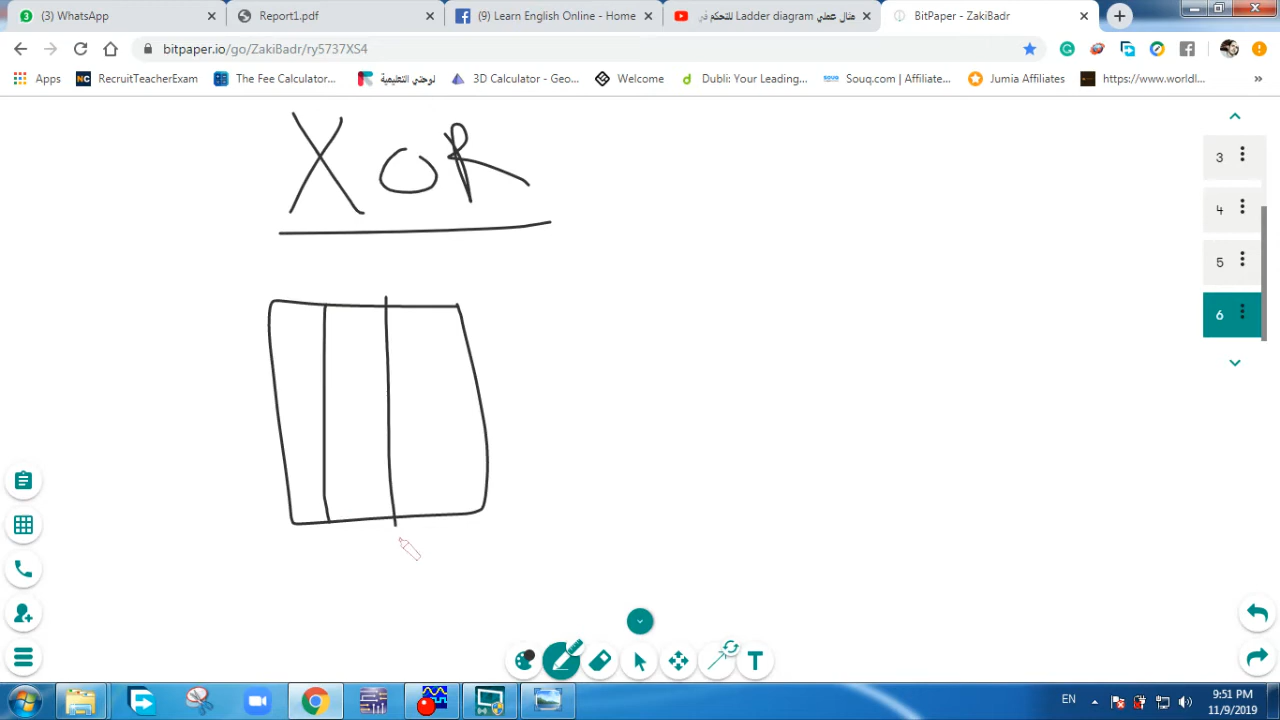 (3) WhatsApp
Report1.pdf
(9) Learn English Online - Home
مثال عملي Ladder diagram للتحكم في
BitPaper - ZakiBadr
bitpaper.io/go/ZakiBadr/ry5737XS4
Apps
RecruitTeacherExam
The Fee Calculator...
لوحتي التعليمية
3D Calculator - Geo...
Welcome
Dubli: Your Leading...
Souq.com | Affiliate...
Jumia Affiliates
https://www.worldl...
»
XOR
3
4
5
6
T
EN
9:51 PM
11/9/2019